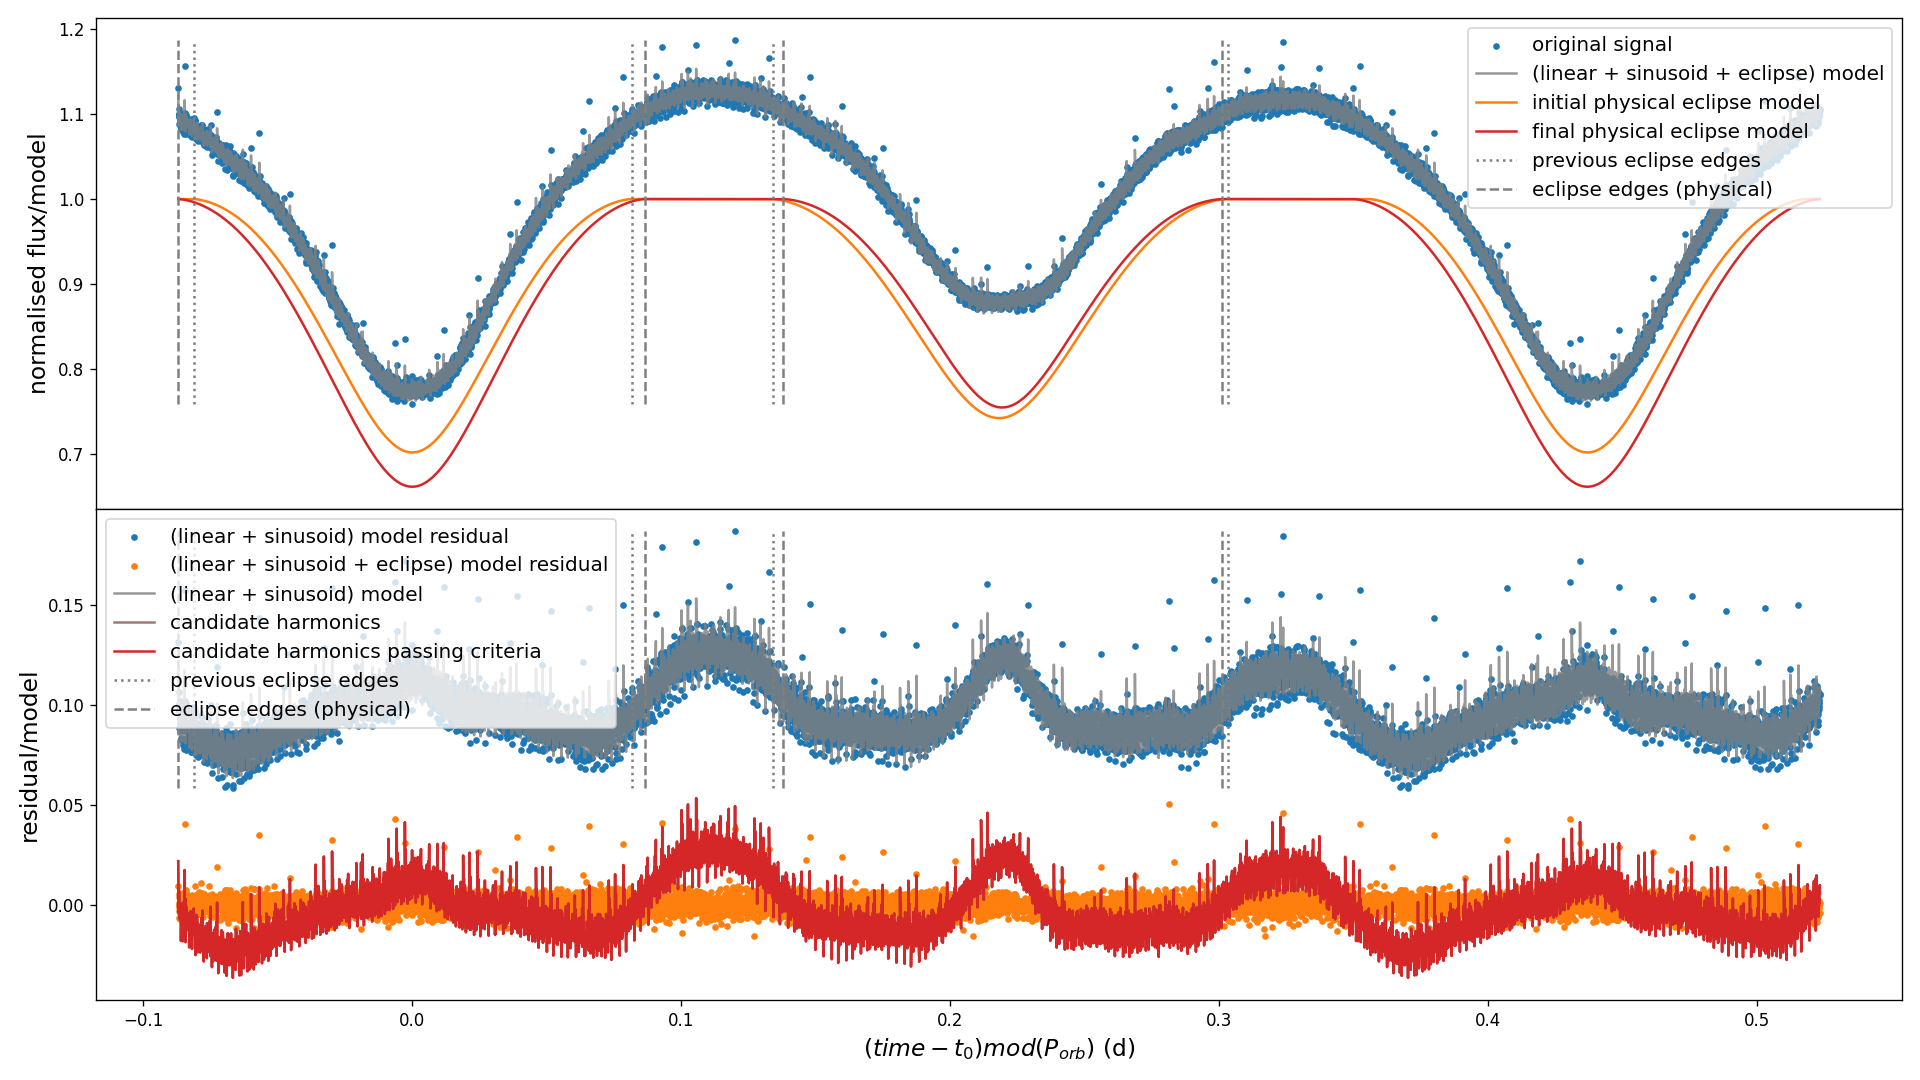 normalised flux/model
1.2
1.1
1.0
0.9
0.8
0.7
original signal
(linear + sinusoid + eclipse) model
initial physical eclipse model
final physical eclipse model
previous eclipse edges
eclipse edges (physical)
residual/model
0.15
0.10
0.05
0.00
(linear + sinusoid) model residual
(linear + sinusoid + eclipse) model residual
(linear + sinusoid) model
candidate harmonics
candidate harmonics passing criteria
previous eclipse edges
eclipse edges (physical)
−0.1 0.0 0.1 0.2 0.3 0.4 0.5
(time − t₀)mod(Pₒᵣb) (d)